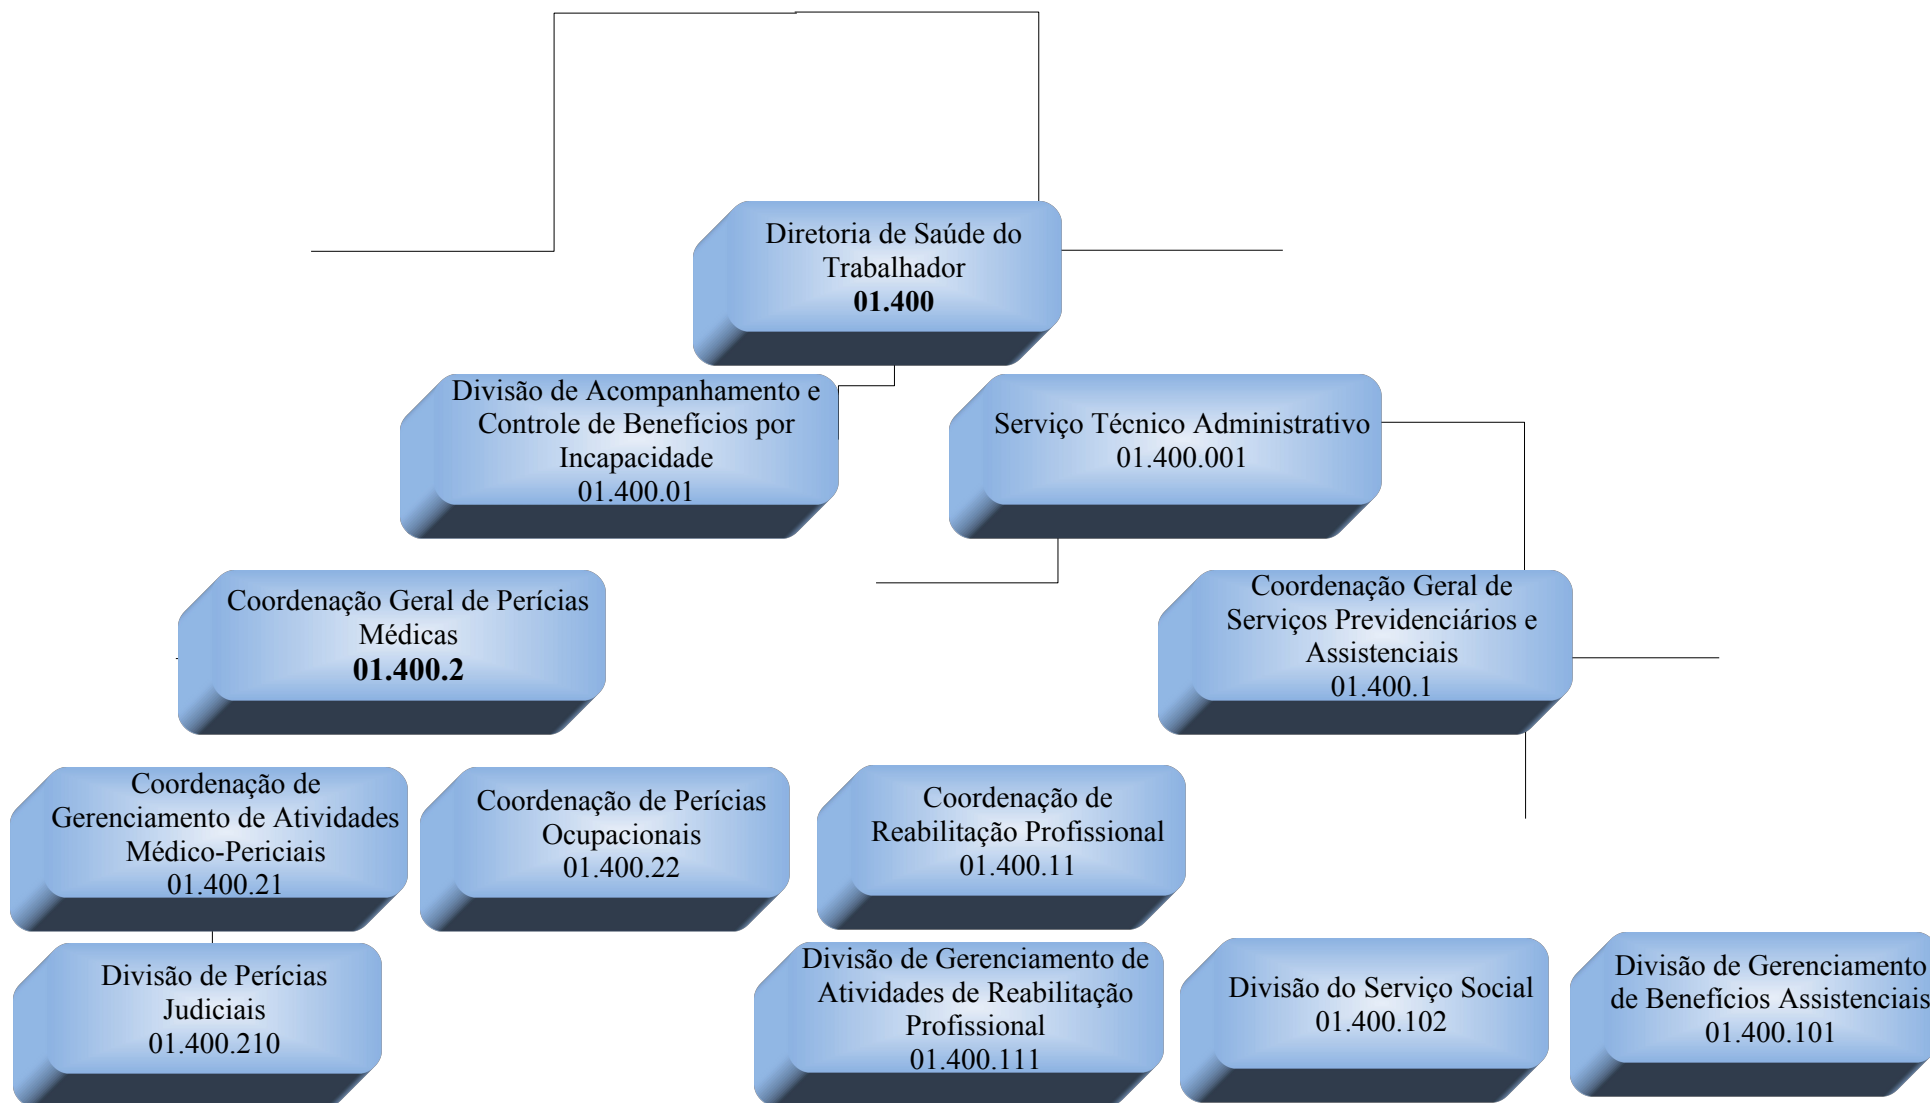 Diretoria de Saúde do
Trabalhador
01.400
Divisão de Acompanhamento e
Controle de Benefícios por
Incapacidade
01.400.01
Serviço Técnico Administrativo
01.400.001
Coordenação Geral de Perícias
Médicas
01.400.2
Coordenação Geral de
Serviços Previdenciários e
Assistenciais
01.400.1
Coordenação de
Gerenciamento de Atividades
Médico-Periciais
01.400.21
Coordenação de Perícias
Ocupacionais
01.400.22
Coordenação de
Reabilitação Profissional
01.400.11
Divisão de Perícias
Judiciais
01.400.210
Divisão de Gerenciamento de
Atividades de Reabilitação
Profissional
01.400.111
Divisão do Serviço Social
01.400.102
Divisão de Gerenciamento
de Benefícios Assistenciais
01.400.101